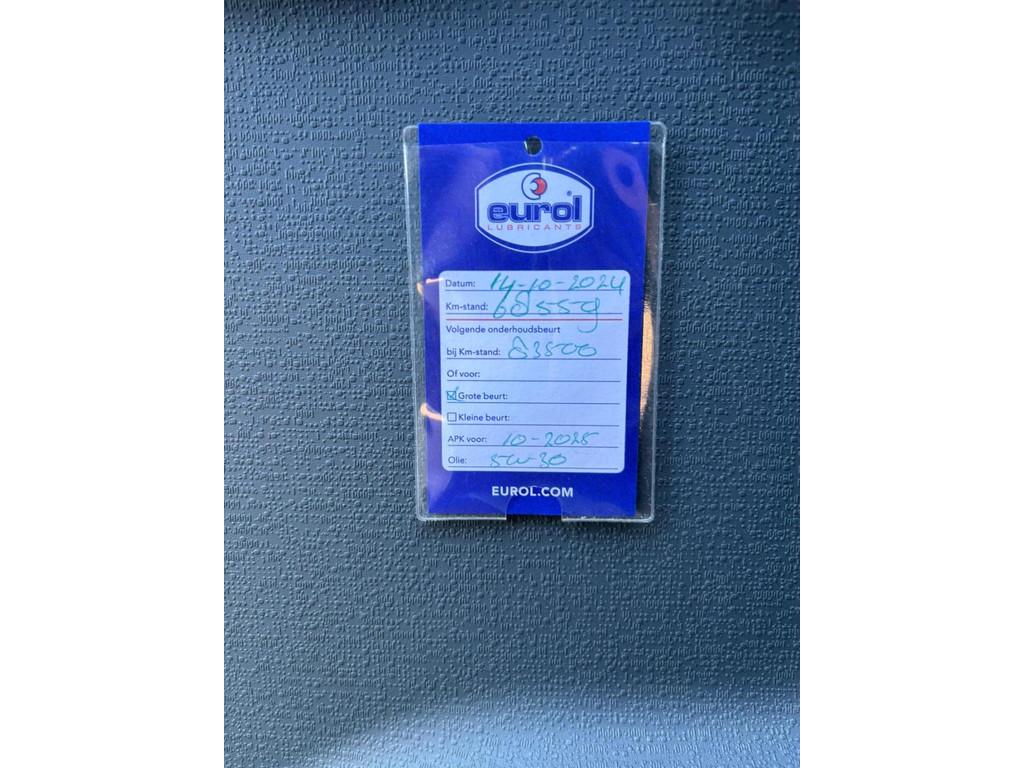 eurol®
LUBRICANTS
Datum: 14-10-2024
Km-stand: 68559
Volgende onderhoudsbeurt
bij Km-stand: 83500
Of voor:
Grote beurt:
Kleine beurt:
APK voor: 10-2025
Olie: 5w-30
EUROL.COM